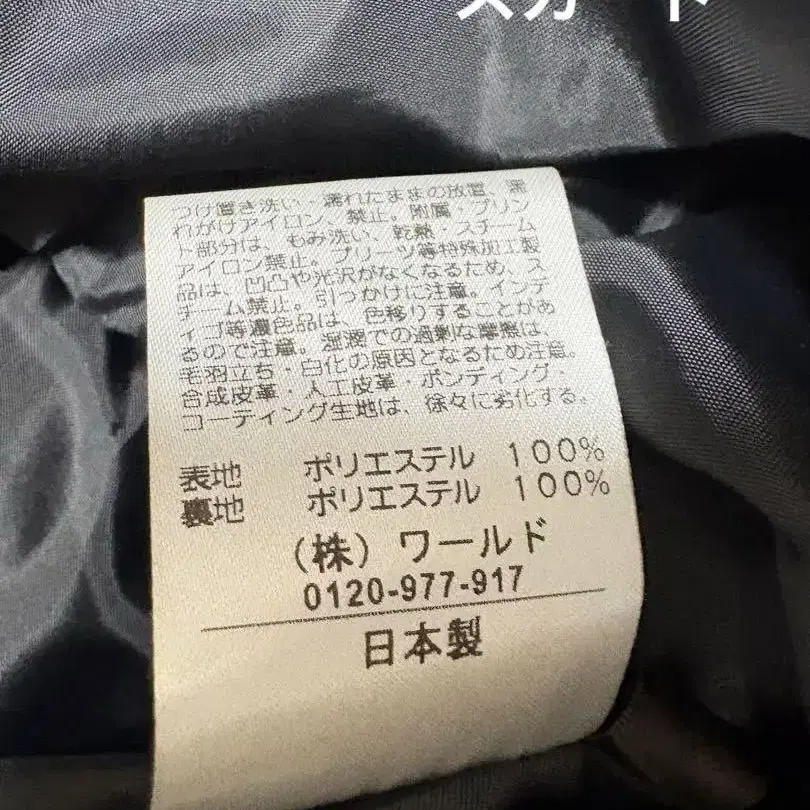 スカート
つけ置き洗い・濡れたままの放置、濡
れがけアイロン、禁止。附属・プリン
ト部分は、もみ洗い、乾熱・スチーム
アイロン禁止。プリーツ等特殊加工製
品は、凹凸や光沢がなくなるため、ス
チーム禁止。引っかけに注意。インデ
ィゴ等濃色品は、色移りすることがあ
るので注意。湿潤での過剰な摩擦は、
毛羽立ち・白化の原因となるため注意。
合成皮革・人工皮革・ボンディング・
コーティング生地は、徐々に劣化する。
表地 ポリエステル 100%
裏地 ポリエステル 100%
(株) ワールド
0120-977-917
日本製